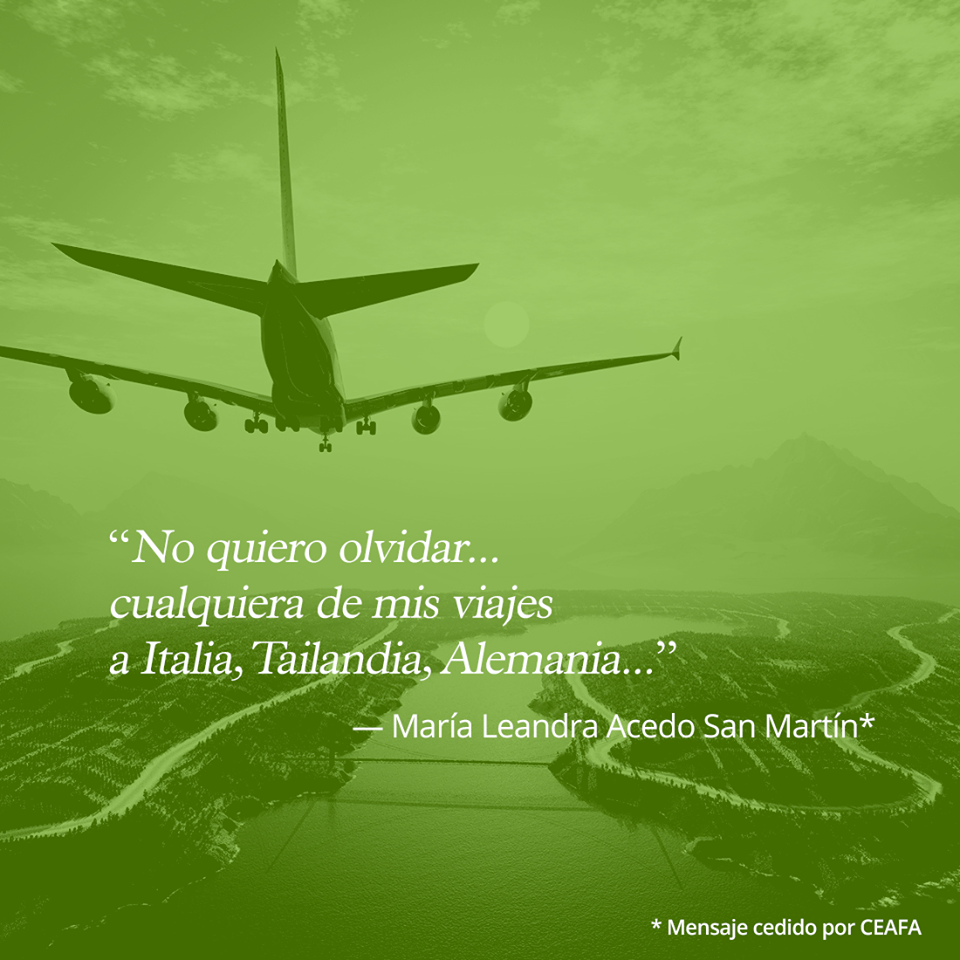 “No quiero olvidar...
cualquiera de mis viajes
a Italia, Tailandia, Alemania...”
— María Leandra Acedo San Martín*
* Mensaje cedido por CEAFA